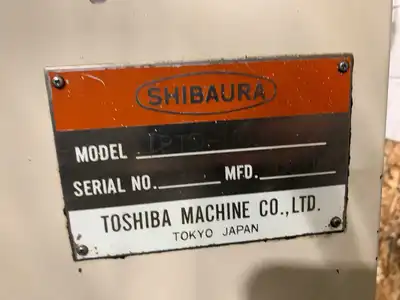 SHIBAURA
MODEL
SERIAL NO. MFD.
TOSHIBA MACHINE CO.,LTD.
TOKYO JAPAN